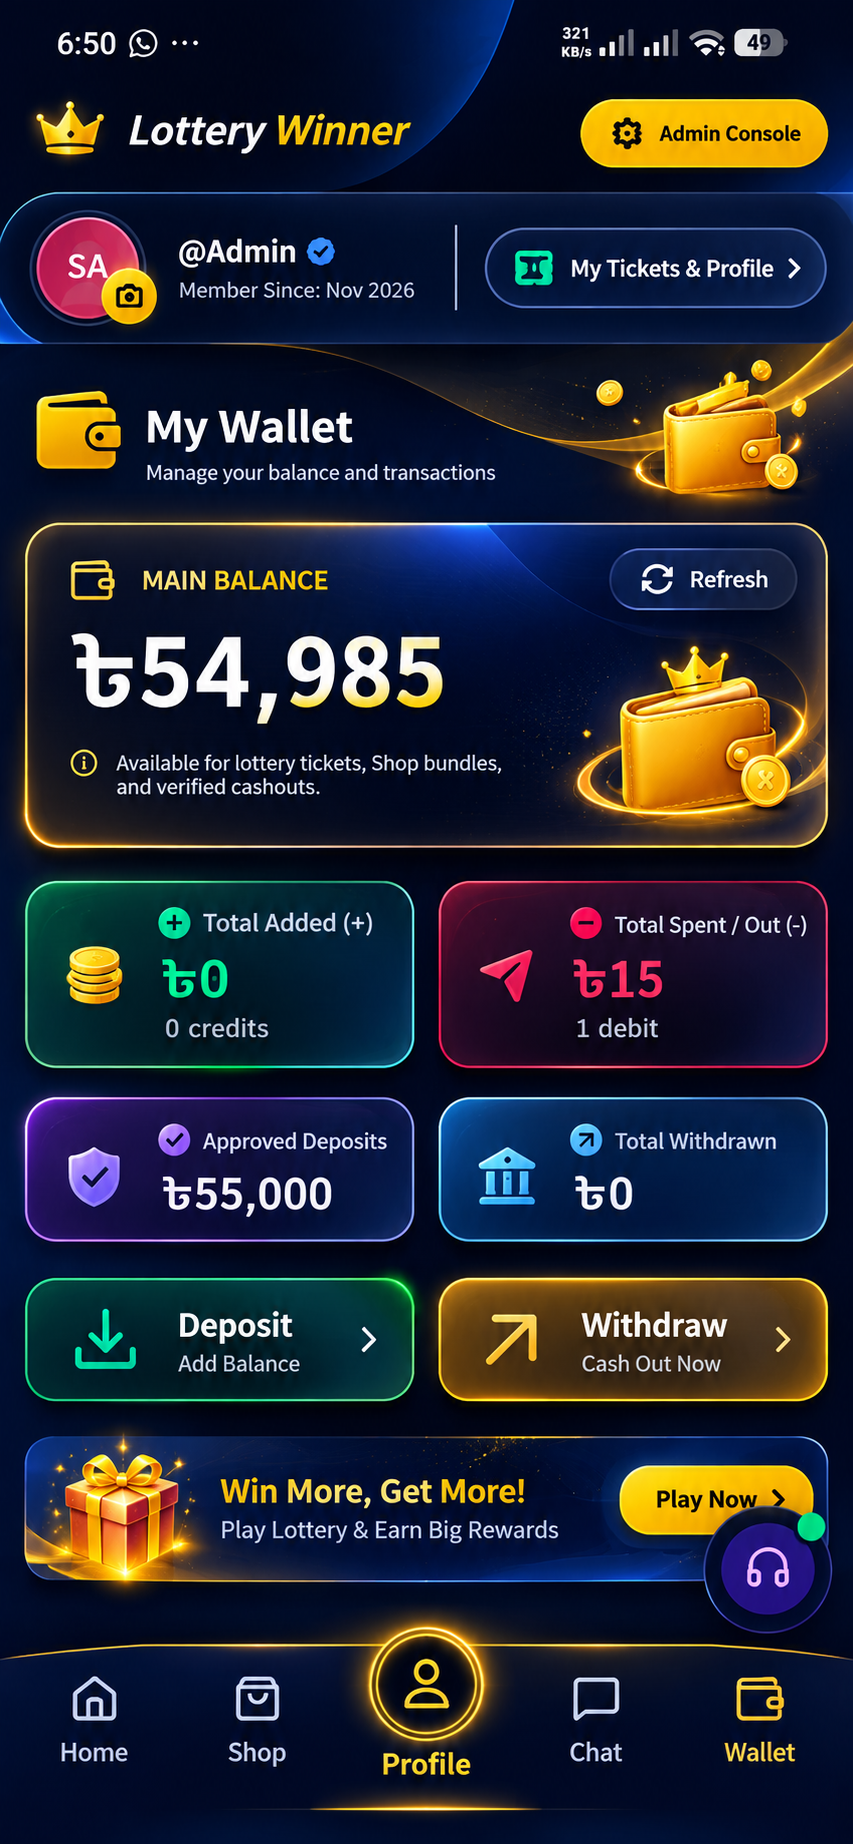 6:50
321
KB/s
49
Lottery Winner
Admin Console
SA
@Admin
Member Since: Nov 2026
My Tickets & Profile
My Wallet
Manage your balance and transactions
MAIN BALANCE
Refresh
৳54,985
Available for lottery tickets, Shop bundles,
and verified cashouts.
Total Added (+)
৳0
0 credits
Total Spent / Out (-)
৳15
1 debit
Approved Deposits
৳55,000
Total Withdrawn
৳0
Deposit
Add Balance
Withdraw
Cash Out Now
Win More, Get More!
Play Lottery & Earn Big Rewards
Play Now
Home
Shop
Profile
Chat
Wallet